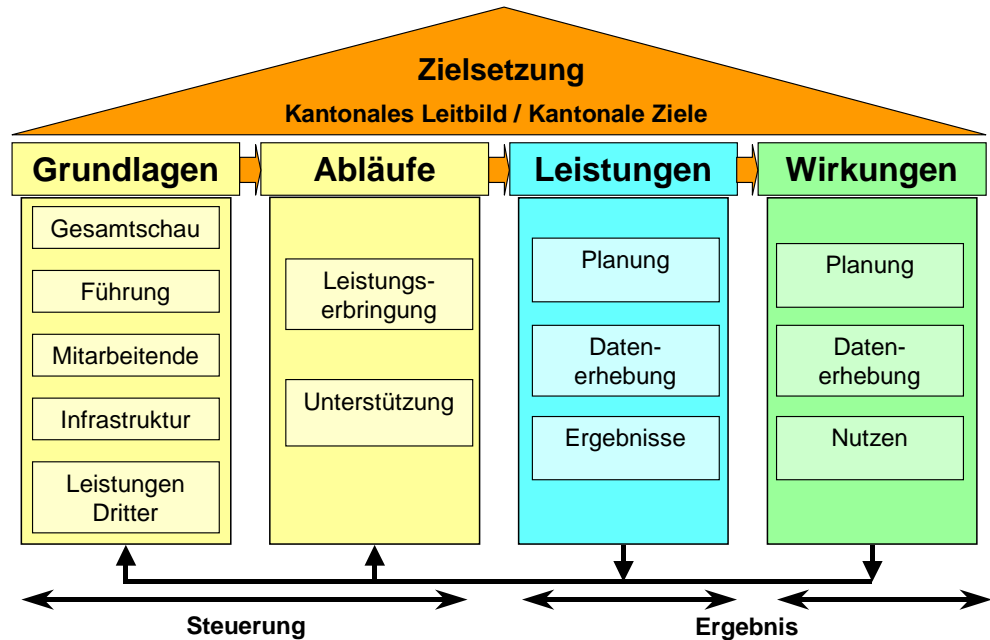 Zielsetzung
Kantonales Leitbild / Kantonale Ziele
Grundlagen
Gesamtschau
Führung
Mitarbeitende
Infrastruktur
Leistungen
Dritter
Abläufe
Leistungs-
erbringung
Unterstützung
Leistungen
Planung
Daten-
erhebung
Ergebnisse
Wirkungen
Planung
Daten-
erhebung
Nutzen
Steuerung
Ergebnis